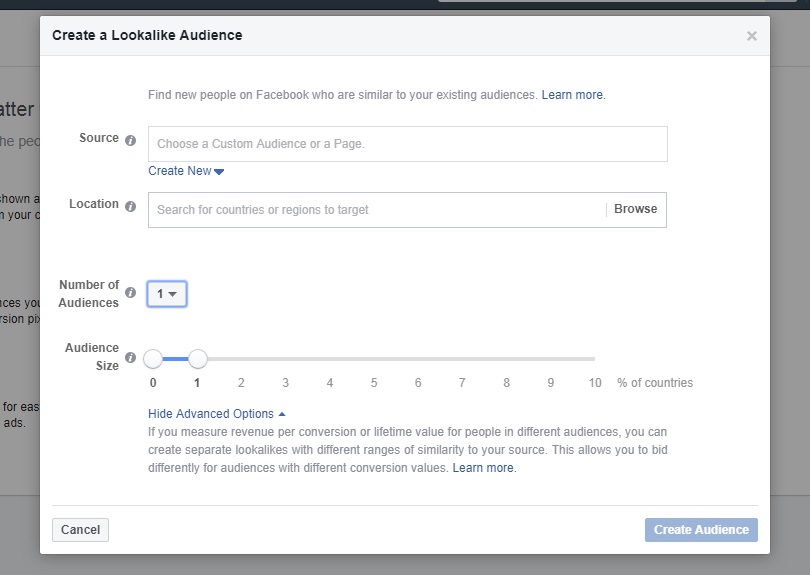 Create a Lookalike Audience
×
Find new people on Facebook who are similar to your existing audiences. Learn more.
atter
he peo
Source i
Choose a Custom Audience or a Page.
Create New
hown a
Location i
Search for countries or regions to target
Browse
n your c
Number of
Audiences i
1
nces you
rsion pix
Audience
Size i
0 1 2 3 4 5 6 7 8 9 10 % of countries
for eas
ads.
Hide Advanced Options
If you measure revenue per conversion or lifetime value for people in different audiences, you can
create separate lookalikes with different ranges of similarity to your source. This allows you to bid
differently for audiences with different conversion values. Learn more.
Cancel
Create Audience